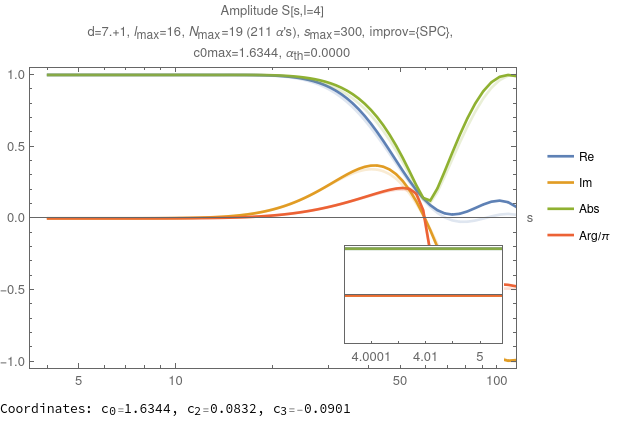 Amplitude S[s,l=4]
d=7.+1, lmax=16, Nmax=19 (211 α's), smax=300, improv={SPC},
c0max=1.6344, αth=0.0000
1.0
0.5
0.0
-0.5
-1.0
5
10
50
100
s
4.0001
4.01
5
Re
Im
Abs
Arg/π
Coordinates: c0=1.6344, c2=0.0832, c3=-0.0901